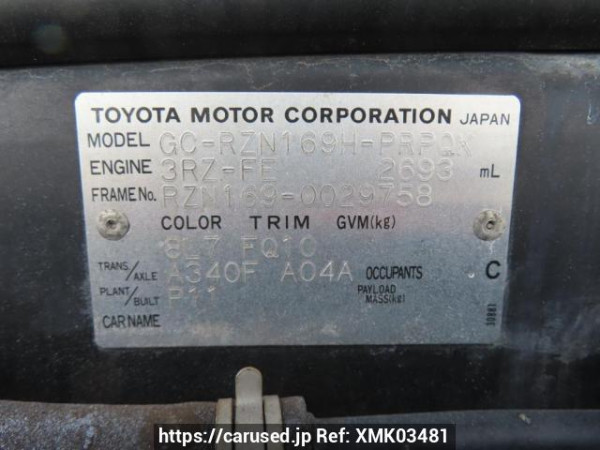 TOYOTA MOTOR CORPORATION JAPAN
MODEL GC-RZN169H-PRPQK
ENGINE 3RZ-FE 2693 mL
FRAME No. RZN169-0029758
COLOR TRIM GVM(kg)
8L7 FQ10
TRANS/AXLE A340F A04A OCCUPANTS C
PLANT/BUILT P11 PAYLOAD MASS(kg)
CAR NAME
https://carused.jp Ref: XMK03481